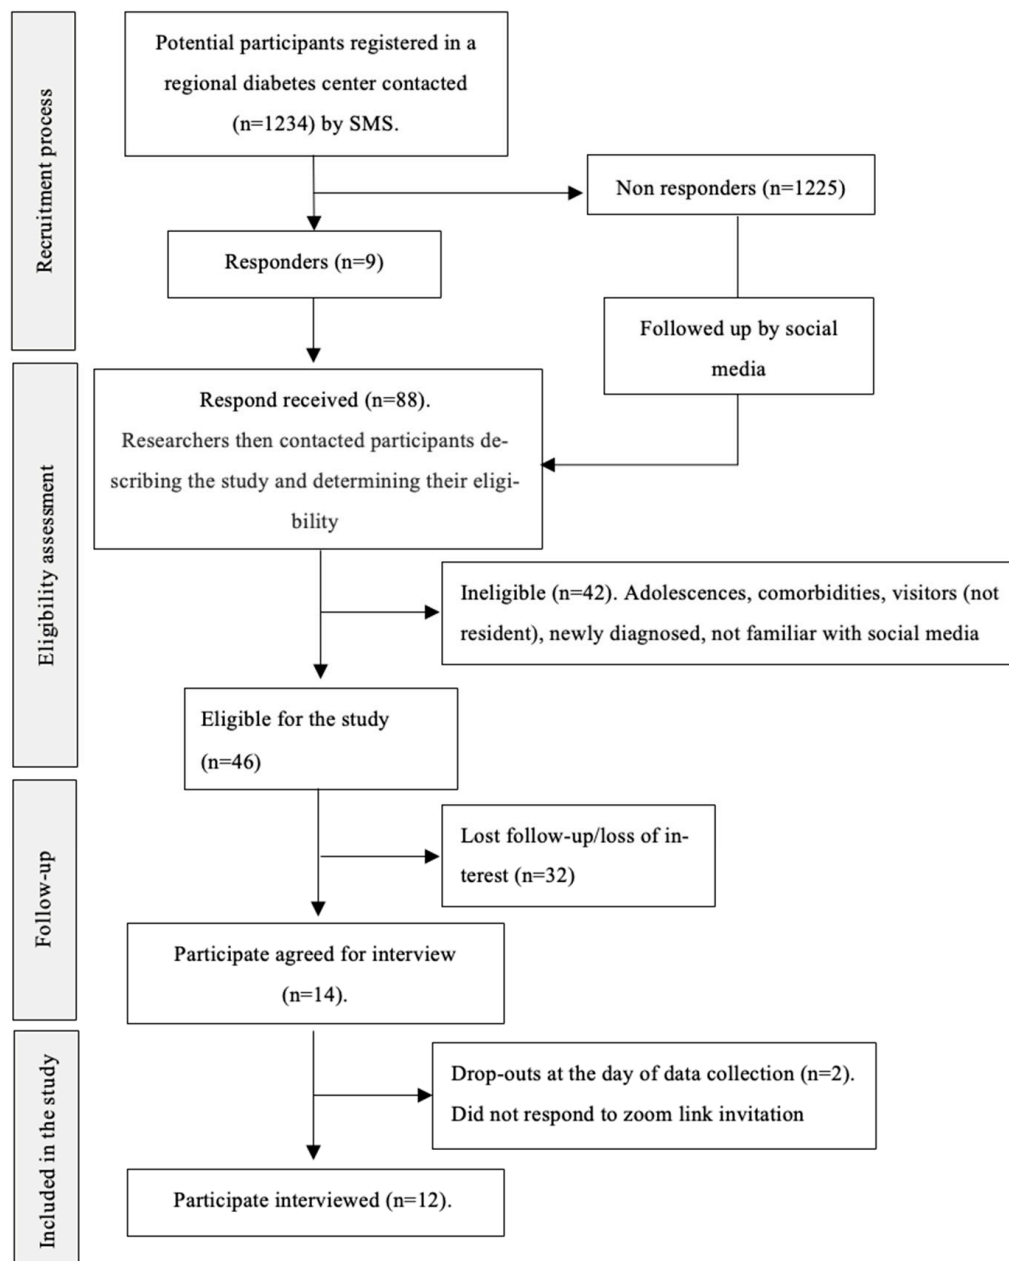 Recruitment process
Potential participants registered in a
regional diabetes center contacted
(n=1234) by SMS.
Non responders (n=1225)
Responders (n=9)
Followed up by social
media
Eligibility assessment
Respond received (n=88).
Researchers then contacted participants de-
scribing the study and determining their eligi-
bility
Ineligible (n=42). Adolescences, comorbidities, visitors (not
resident), newly diagnosed, not familiar with social media
Eligible for the study
(n=46)
Follow-up
Lost follow-up/loss of in-
terest (n=32)
Participate agreed for interview
(n=14).
Included in the study
Drop-outs at the day of data collection (n=2).
Did not respond to zoom link invitation
Participate interviewed (n=12).